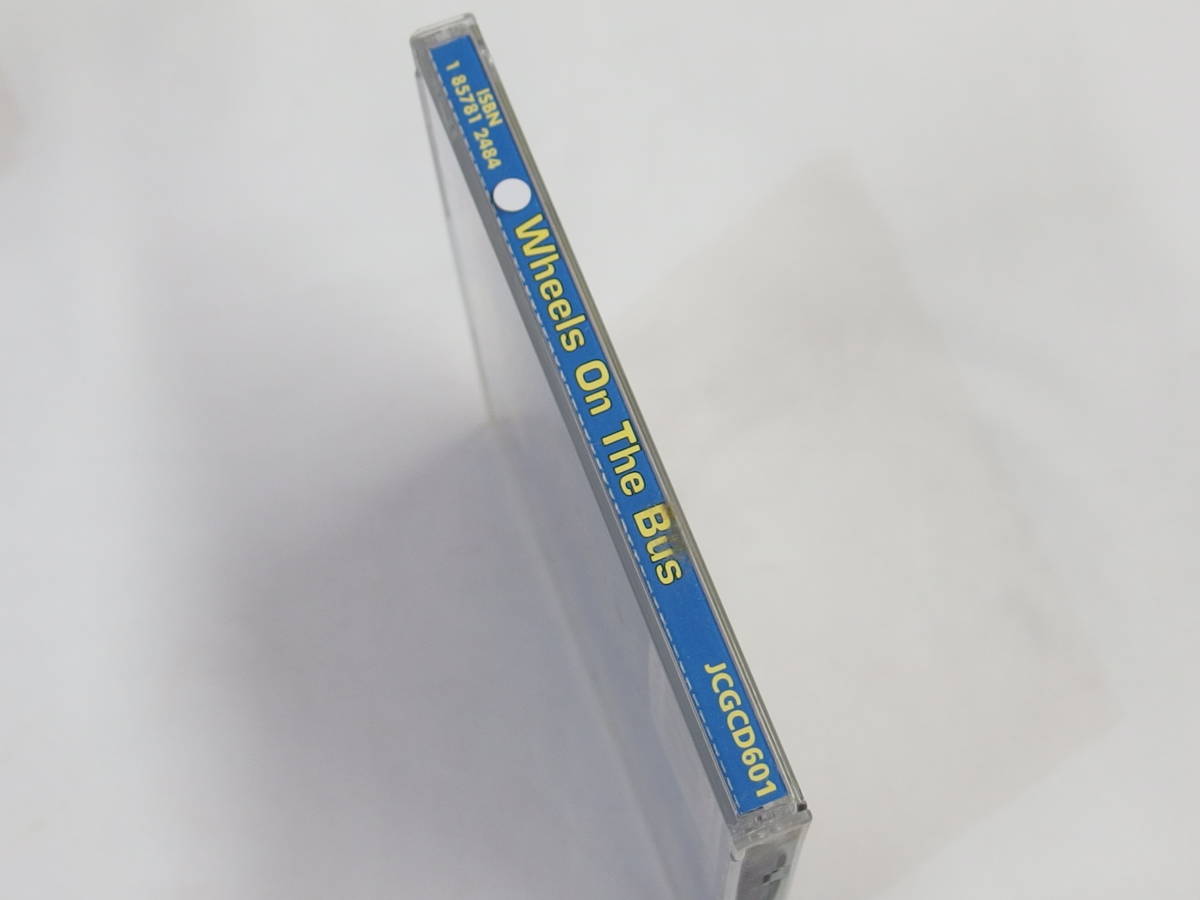 ISBN
1 85781 2484
Wheels On The Bus
JCGCD601